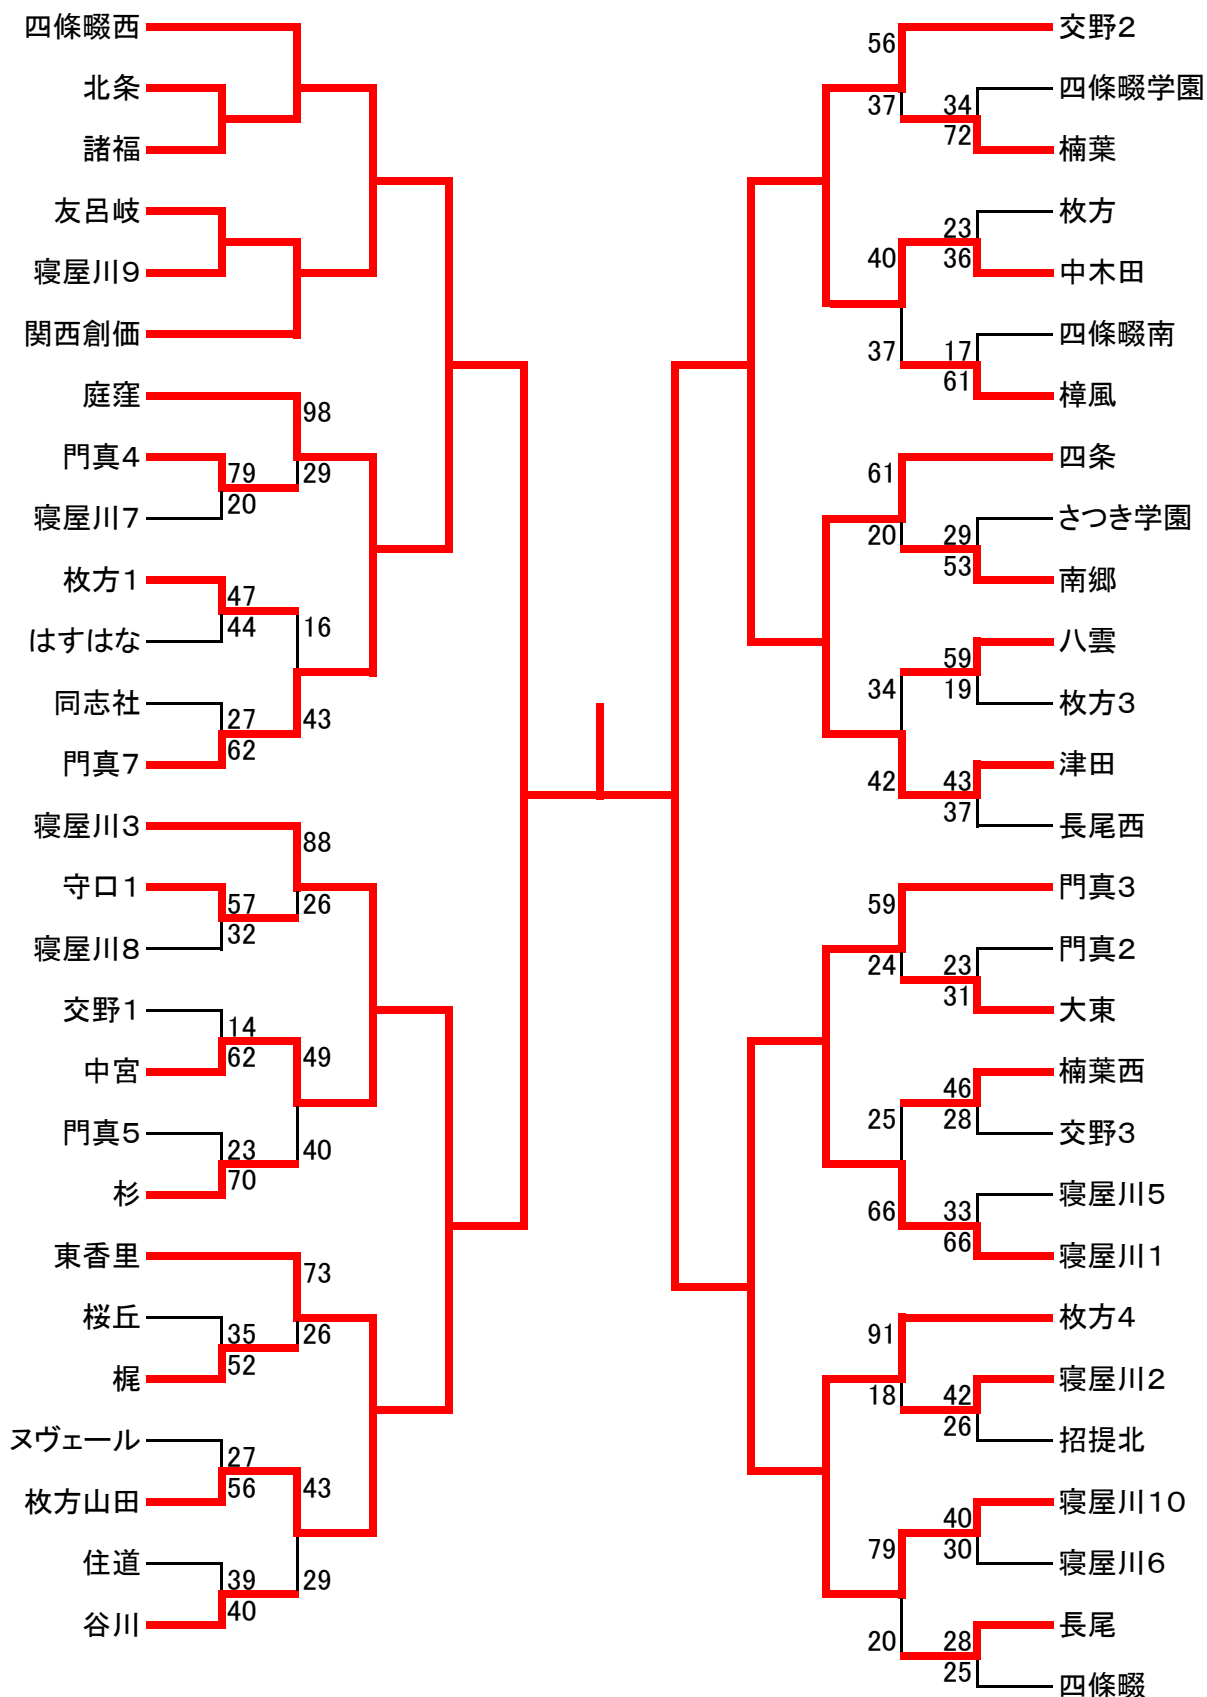 四條畷西
北条
諸福
友呂岐
寝屋川9
関西創価
庭窪
98
門真4
79
29
20
寝屋川7
枚方1
47
44
16
はすはな
同志社
27
43
62
門真7
寝屋川3
88
守口1
57
26
32
寝屋川8
交野1
14
62
49
中宮
門真5
23
40
70
杉
東香里
73
桜丘
35
26
52
梶
ヌヴェール
27
56
43
枚方山田
住道
39
29
40
谷川
56
交野2
37
34
四條畷学園
72
楠葉
枚方
23
40
36
中木田
四條畷南
37
17
61
樟風
61
四条
さつき学園
20
29
53
南郷
八雲
59
34
19
枚方3
津田
42
43
37
長尾西
59
門真3
門真2
24
23
31
大東
楠葉西
46
25
28
交野3
寝屋川5
66
33
66
寝屋川1
91
枚方4
18
42
寝屋川2
26
招提北
寝屋川10
40
79
30
寝屋川6
長尾
20
28
25
四條畷